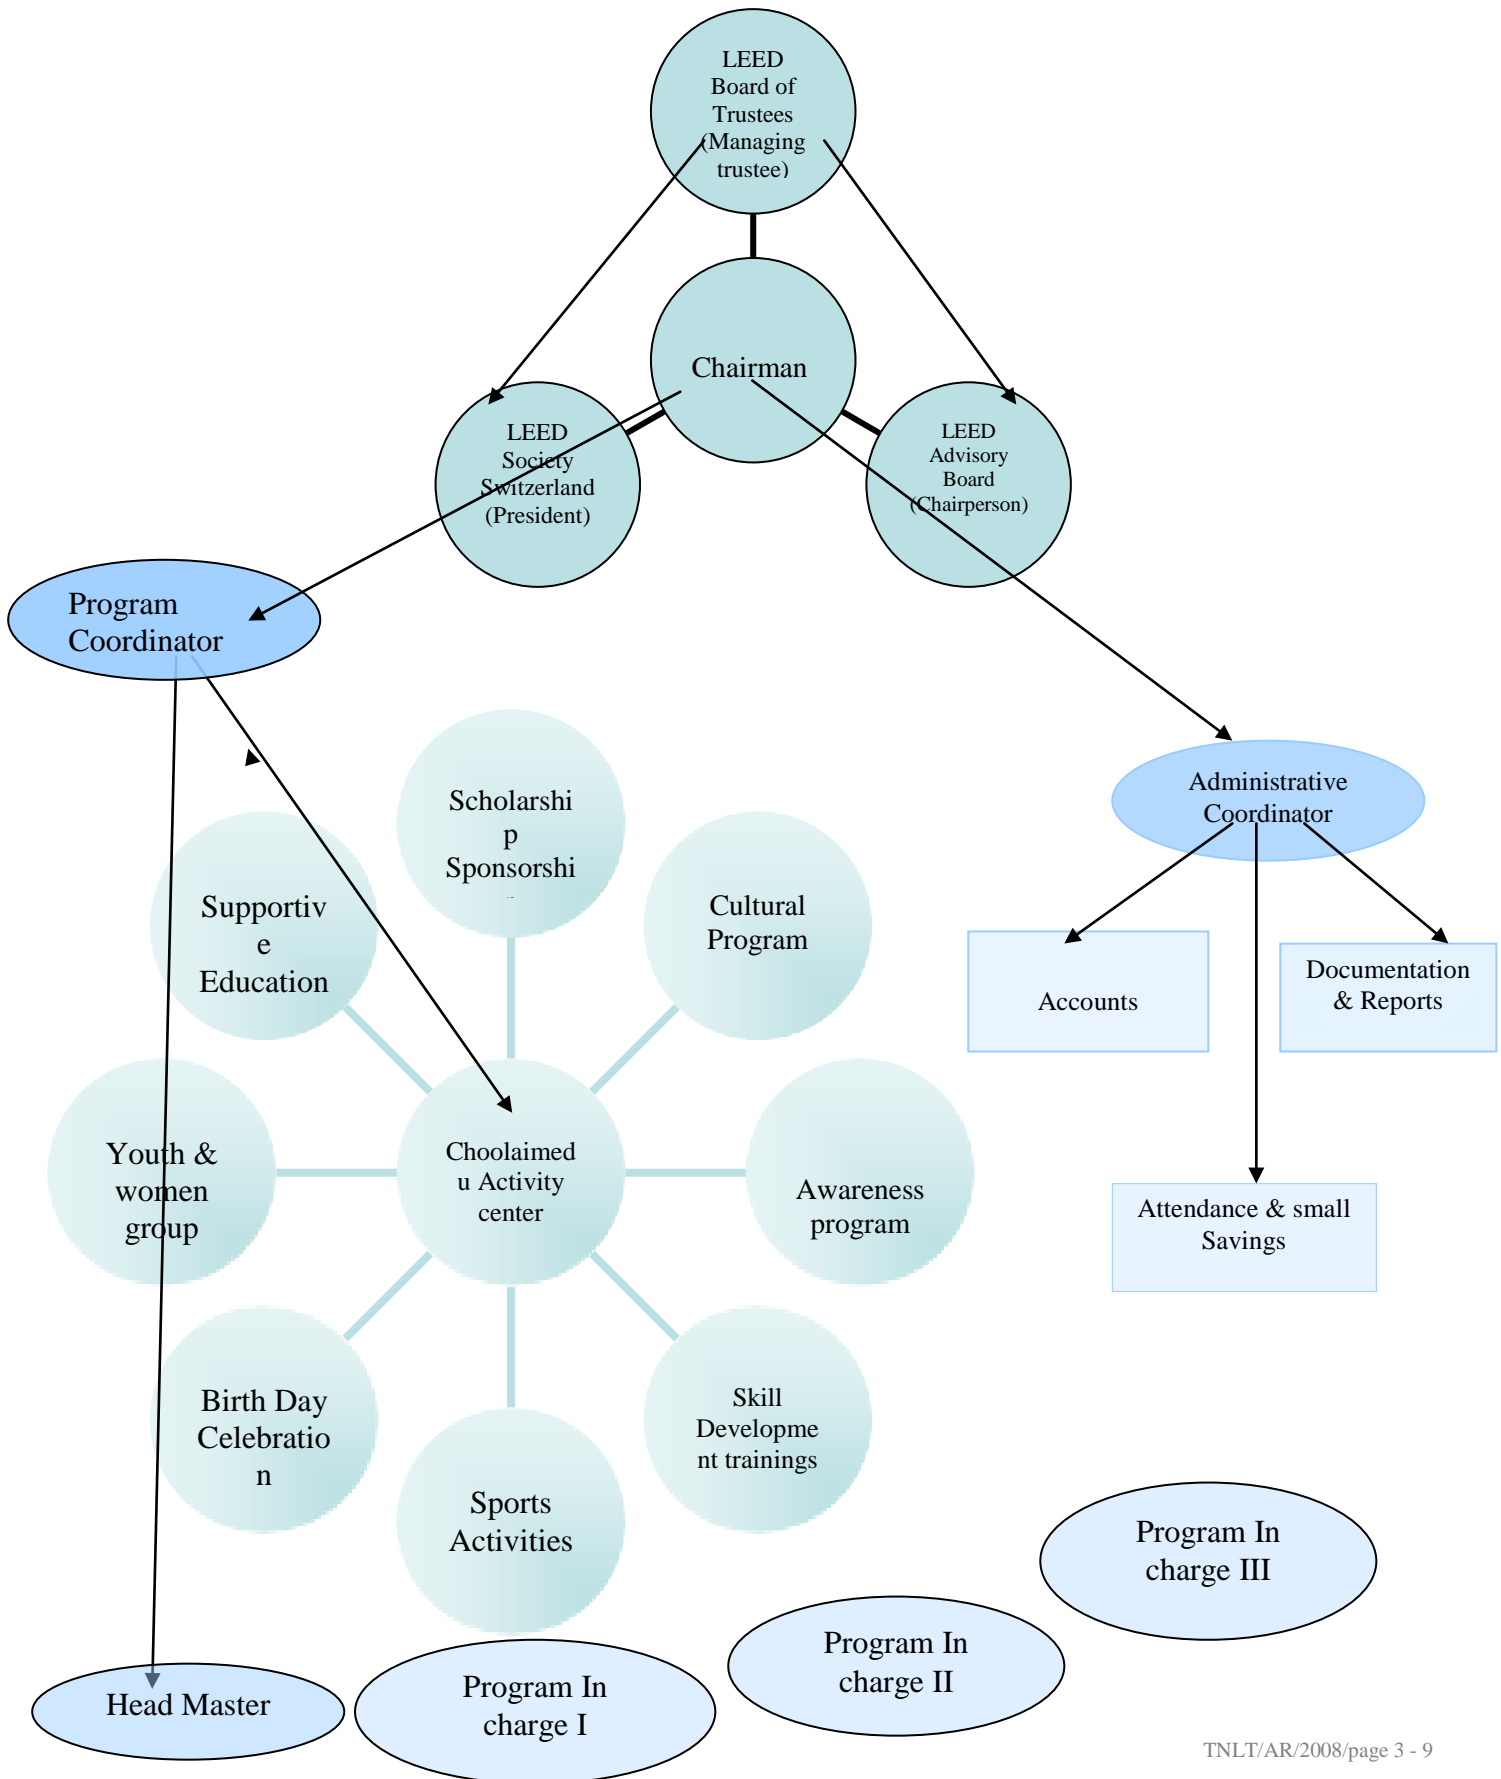 LEED
Board of
Trustees
(Managing
trustee)
Chairman
LEED
Society
Switzerland
(President)
LEED
Advisory
Board
(Chairperson)
Program
Coordinator
Administrative
Coordinator
Scholarshi
p
Sponsorshi
Supportiv
e
Education
Cultural
Program
Accounts
Documentation
& Reports
Youth &
women
group
Choolaimed
u Activity
center
Awareness
program
Attendance & small
Savings
Birth Day
Celebratio
n
Skill
Developme
nt trainings
Sports
Activities
Program In
charge III
Program In
charge II
Program In
charge I
Head Master
TNLT/AR/2008/page 3 - 9